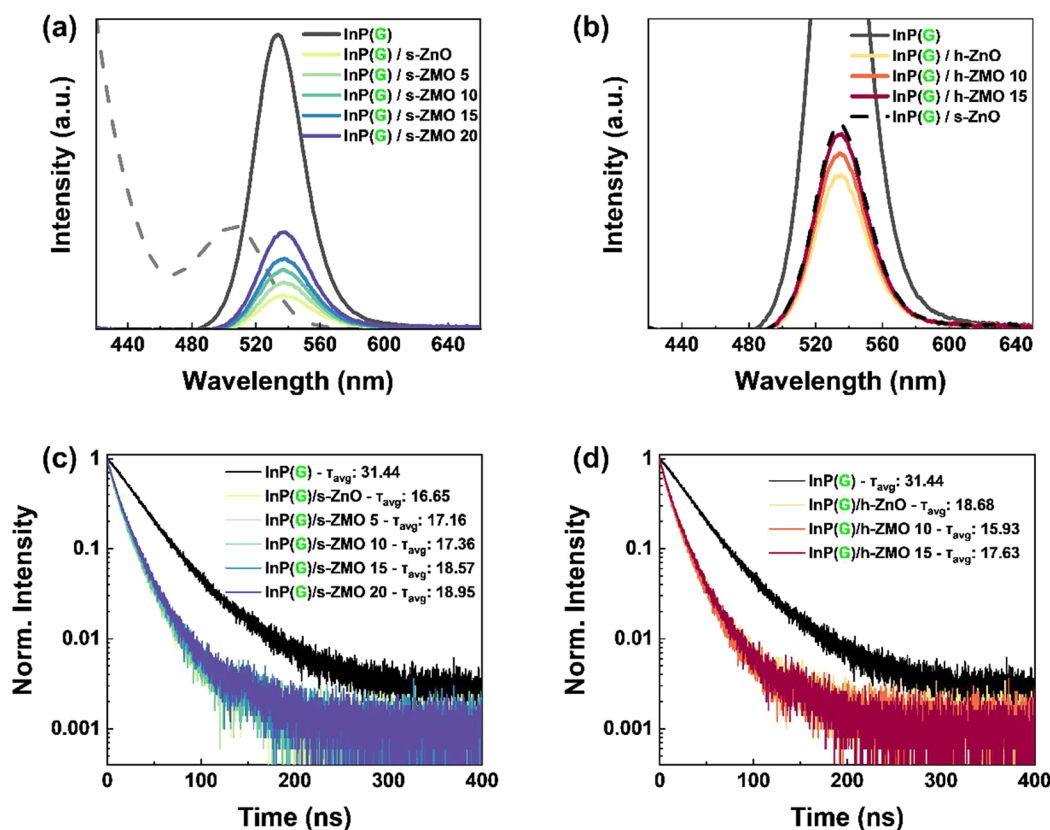 (a)
Intensity (a.u.)
InP(G)
InP(G) / s-ZnO
InP(G) / s-ZMO 5
InP(G) / s-ZMO 10
InP(G) / s-ZMO 15
InP(G) / s-ZMO 20
440 480 520 560 600 640
Wavelength (nm)
(b)
Intensity (a.u.)
InP(G)
InP(G) / h-ZnO
InP(G) / h-ZMO 10
InP(G) / h-ZMO 15
InP(G) / s-ZnO
440 480 520 560 600 640
Wavelength (nm)
(c)
Norm. Intensity
1
0.1
0.01
0.001
InP(G) - τavg: 31.44
InP(G)/s-ZnO - τavg: 16.65
InP(G)/s-ZMO 5 - τavg: 17.16
InP(G)/s-ZMO 10 - τavg: 17.36
InP(G)/s-ZMO 15 - τavg: 18.57
InP(G)/s-ZMO 20 - τavg: 18.95
0 100 200 300 400
Time (ns)
(d)
Norm. Intensity
1
0.1
0.01
0.001
InP(G) - τavg: 31.44
InP(G)/h-ZnO - τavg: 18.68
InP(G)/h-ZMO 10 - τavg: 15.93
InP(G)/h-ZMO 15 - τavg: 17.63
0 100 200 300 400
Time (ns)